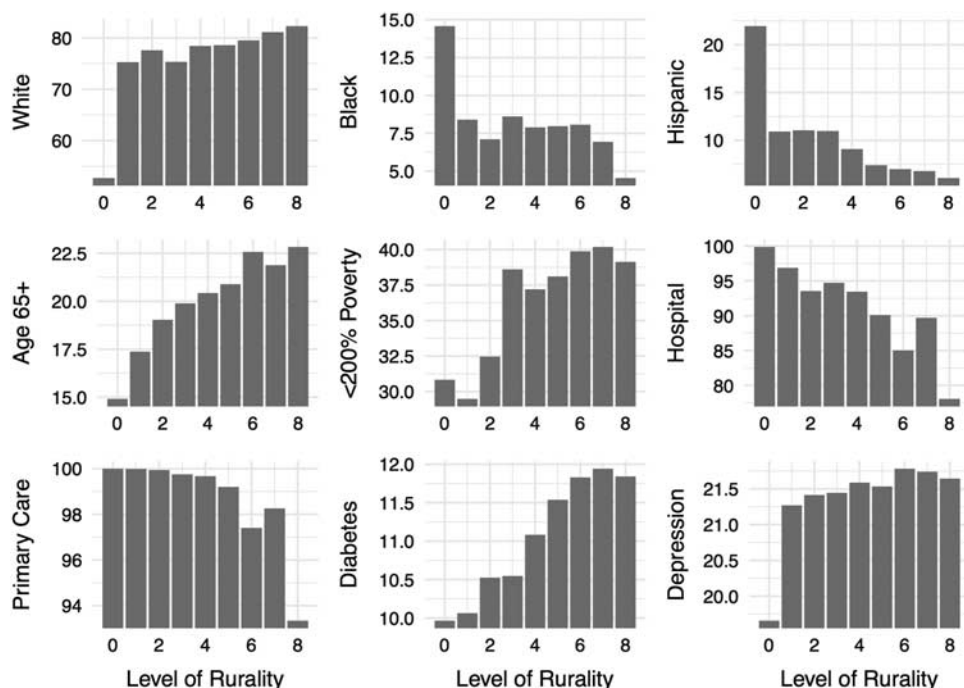 White
80
70
60
0 2 4 6 8
Black
15.0
12.5
10.0
7.5
5.0
0 2 4 6 8
Hispanic
20
15
10
0 2 4 6 8
Age 65+
22.5
20.0
17.5
15.0
0 2 4 6 8
<200% Poverty
40.0
37.5
35.0
32.5
30.0
0 2 4 6 8
Hospital
100
95
90
85
80
0 2 4 6 8
Primary Care
100
98
96
94
0 2 4 6 8
Level of Rurality
Diabetes
12.0
11.5
11.0
10.5
10.0
0 2 4 6 8
Level of Rurality
Depression
21.5
21.0
20.5
20.0
0 2 4 6 8
Level of Rurality